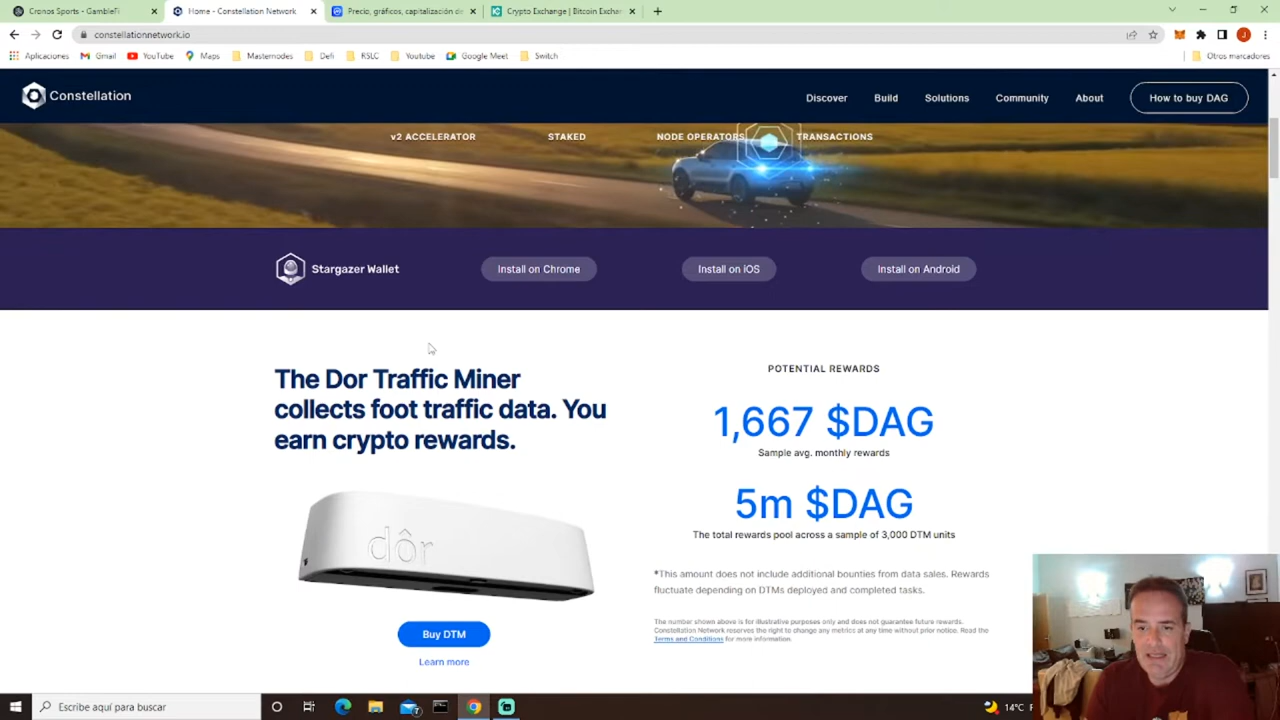 Cronos Sports - GambleFi
Home - Constellation Network
Precio, gráficos, capitalización de
Crypto Exchange | Bitcoin Exchan
constellationnetwork.io
Aplicaciones
Gmail
YouTube
Maps
Masternodes
Defi
RSLC
Youtube
Google Meet
Switch
Otros marcadores
Constellation
Discover
Build
Solutions
Community
About
How to buy DAG
v2 ACCELERATOR
STAKED
NODE OPERATORS
TRANSACTIONS
Stargazer Wallet
Install on Chrome
Install on iOS
Install on Android
The Dor Traffic Miner
collects foot traffic data. You
earn crypto rewards.
dôr
Buy DTM
Learn more
POTENTIAL REWARDS
1,667 $DAG
Sample avg. monthly rewards
5m $DAG
The total rewards pool across a sample of 3,000 DTM units
*This amount does not include additional bounties from data sales. Rewards
fluctuate depending on DTMs deployed and completed tasks.
The number shown above is for illustrative purposes only and does not guarantee future rewards.
Constellation Network reserves the right to change any metrics at any time without prior notice. Read the
Terms and Conditions for more information.
Escribe aquí para buscar
7
14°C